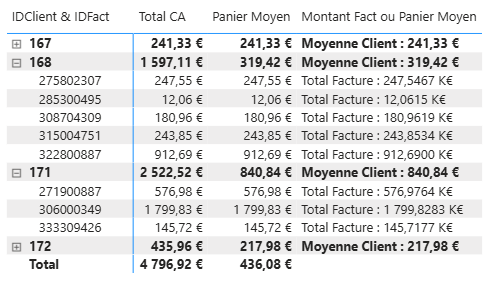 IDClient & IDFact Total CA Panier Moyen Montant Fact ou Panier Moyen
167 241,33 € 241,33 € Moyenne Client : 241,33 €
168 1 597,11 € 319,42 € Moyenne Client : 319,42 €
275802307 247,55 € 247,55 € Total Facture : 247,5467 K€
285300495 12,06 € 12,06 € Total Facture : 12,0615 K€
308704309 180,96 € 180,96 € Total Facture : 180,9619 K€
315004751 243,85 € 243,85 € Total Facture : 243,8534 K€
322800887 912,69 € 912,69 € Total Facture : 912,6900 K€
171 2 522,52 € 840,84 € Moyenne Client : 840,84 €
271900887 576,98 € 576,98 € Total Facture : 576,9764 K€
306000349 1 799,83 € 1 799,83 € Total Facture : 1 799,8283 K€
333309426 145,72 € 145,72 € Total Facture : 145,7177 K€
172 435,96 € 217,98 € Moyenne Client : 217,98 €
Total 4 796,92 € 436,08 €